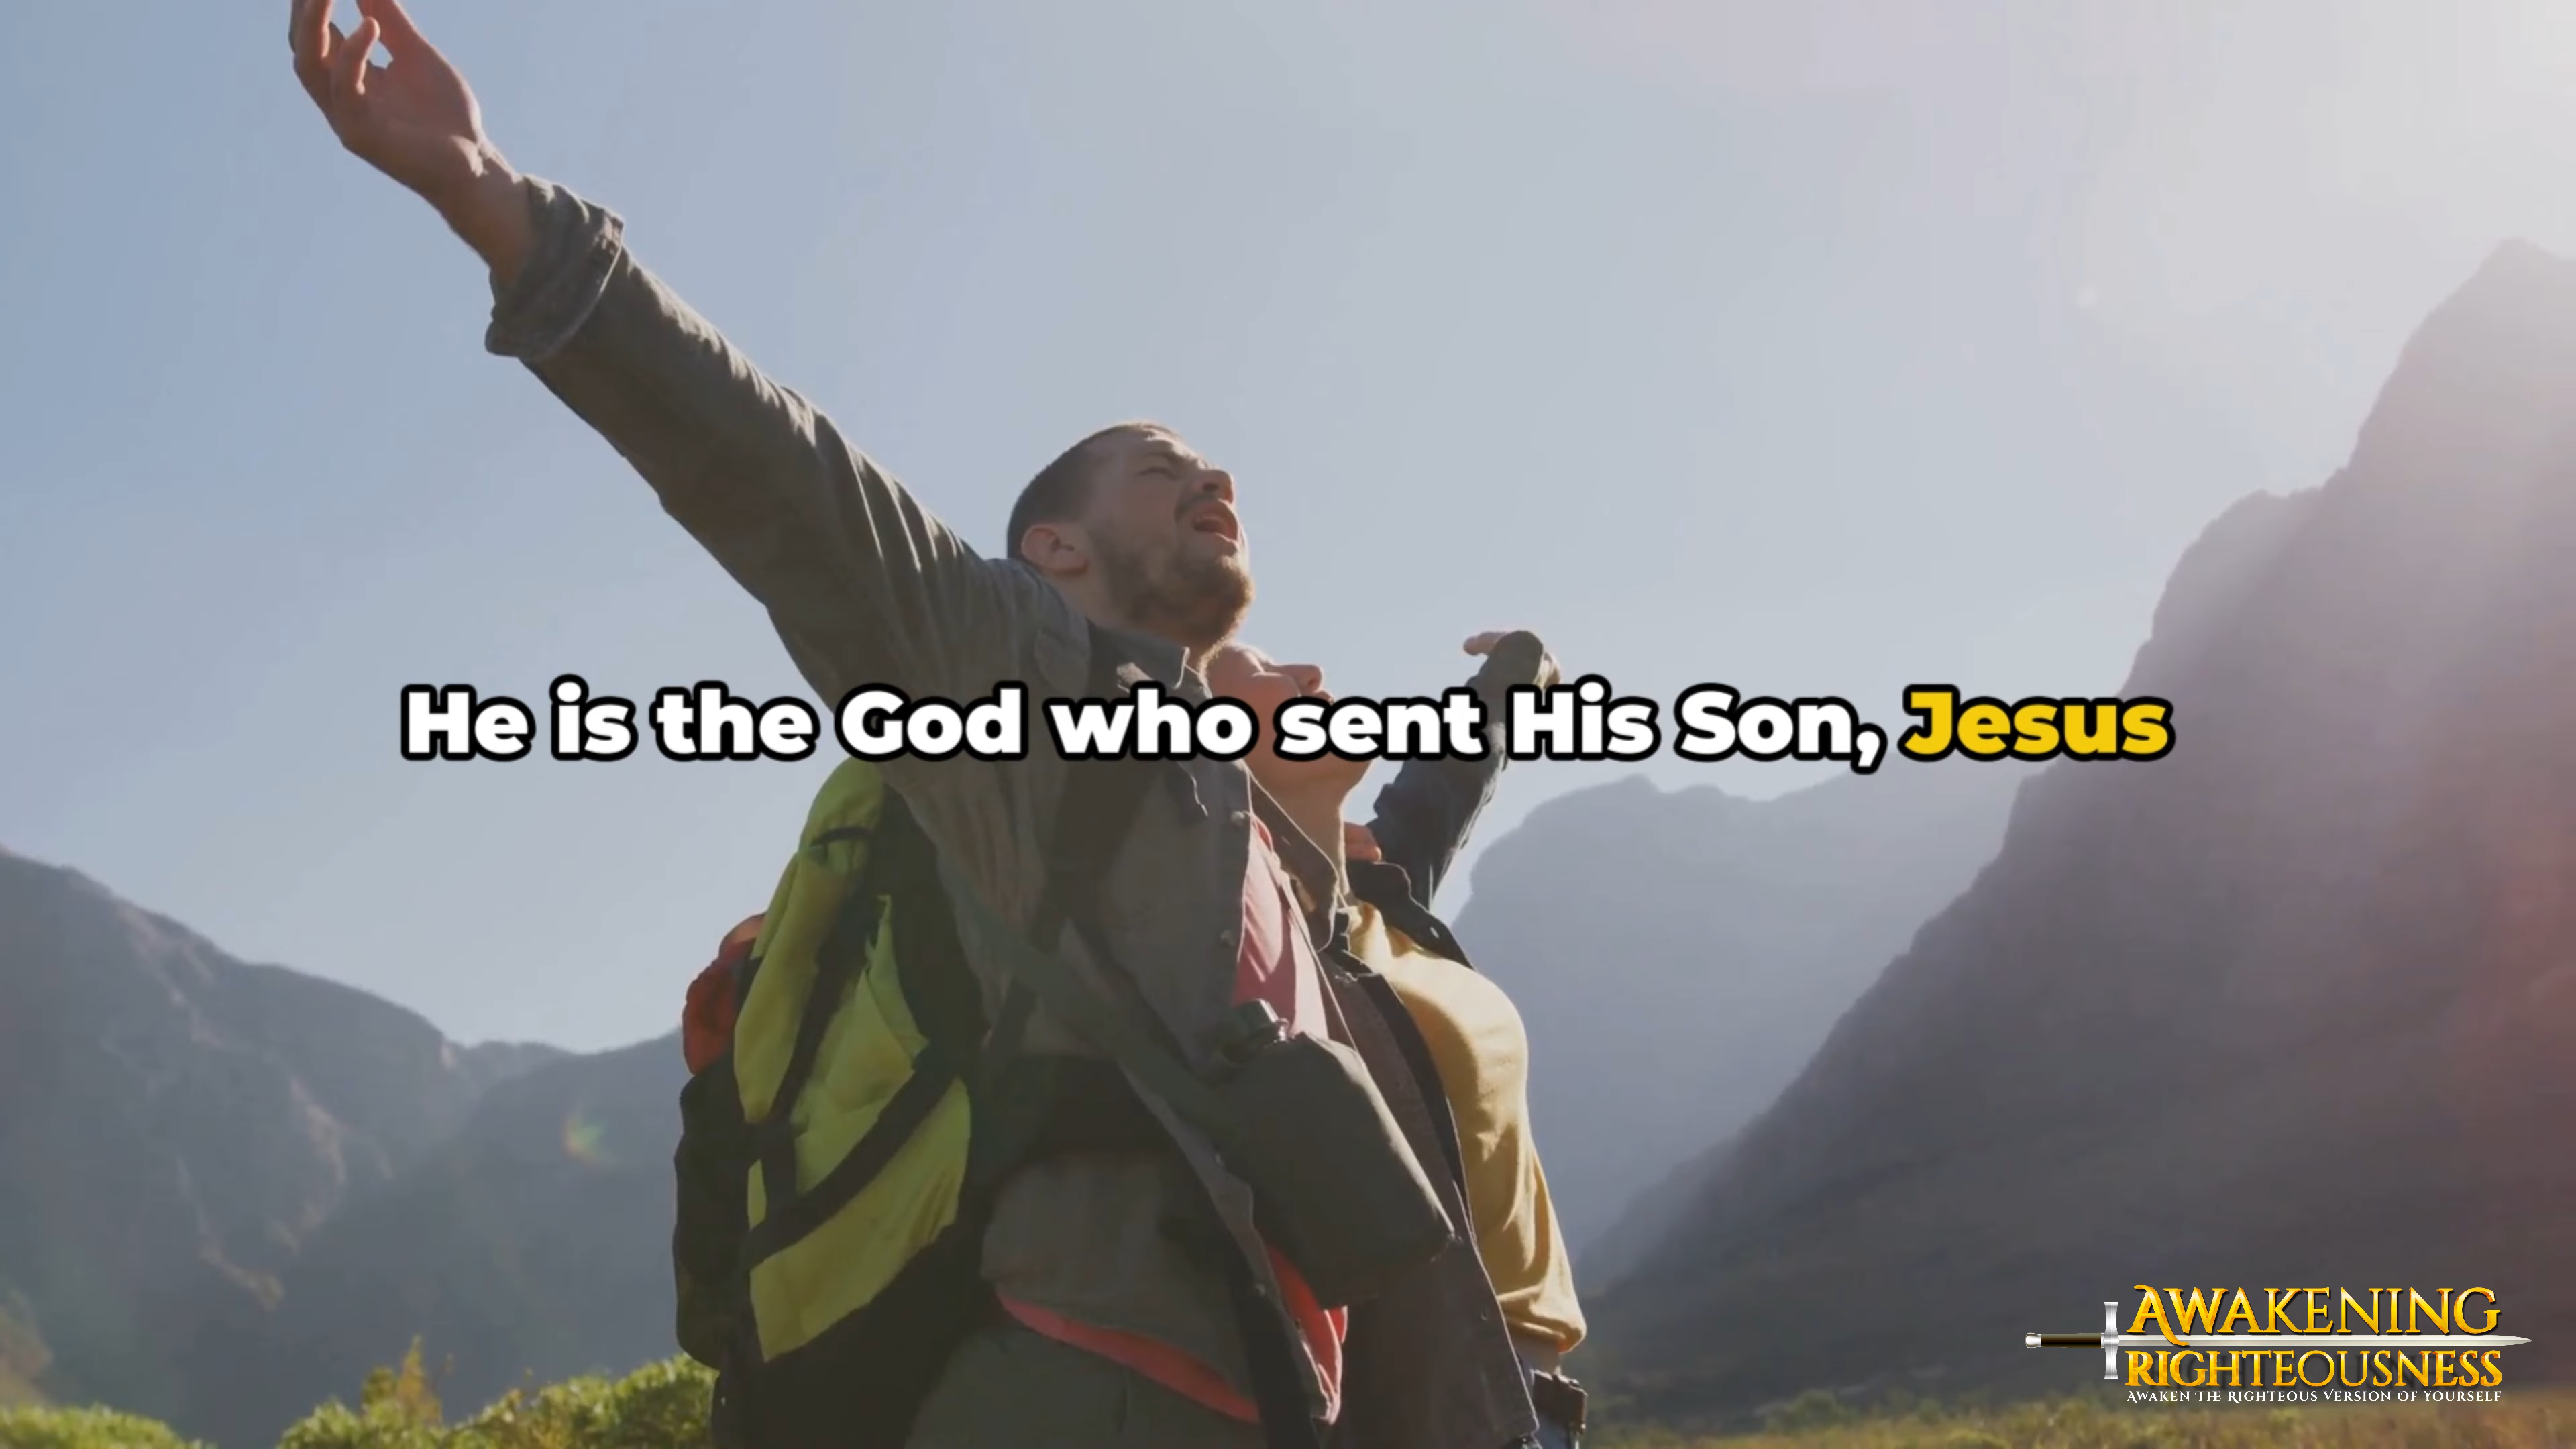 He is the God who sent His Son, Jesus
AWAKENING
RIGHTEOUSNESS
AWAKEN THE RIGHTEOUS VERSION OF YOURSELF